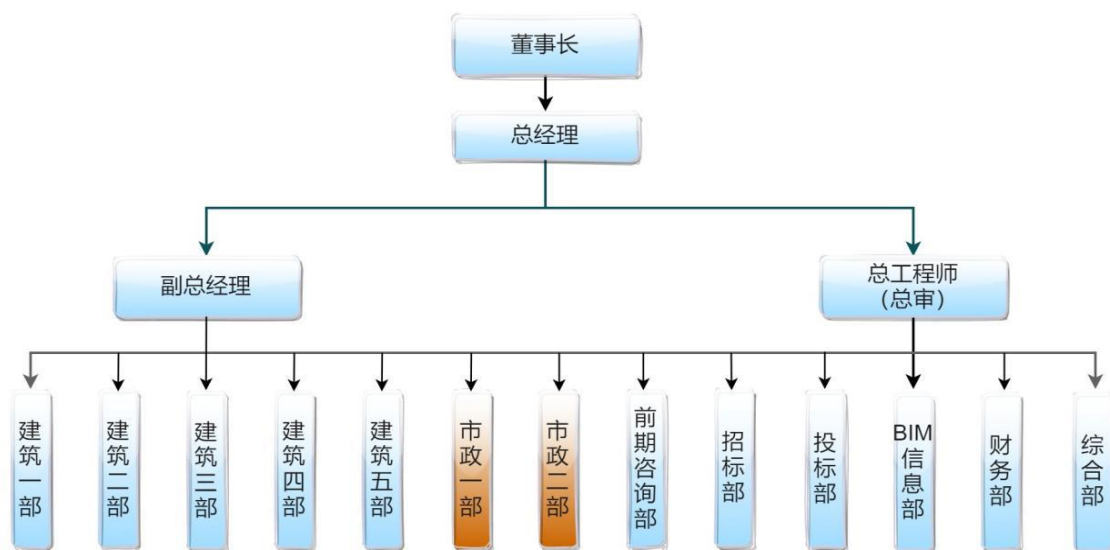 董事长
总经理
副总经理
总工程师
（总审）
建筑一部
建筑二部
建筑三部
建筑四部
建筑五部
市政一部
市政二部
前期咨询部
招标部
投标部
BIM信息部
财务部
综合部